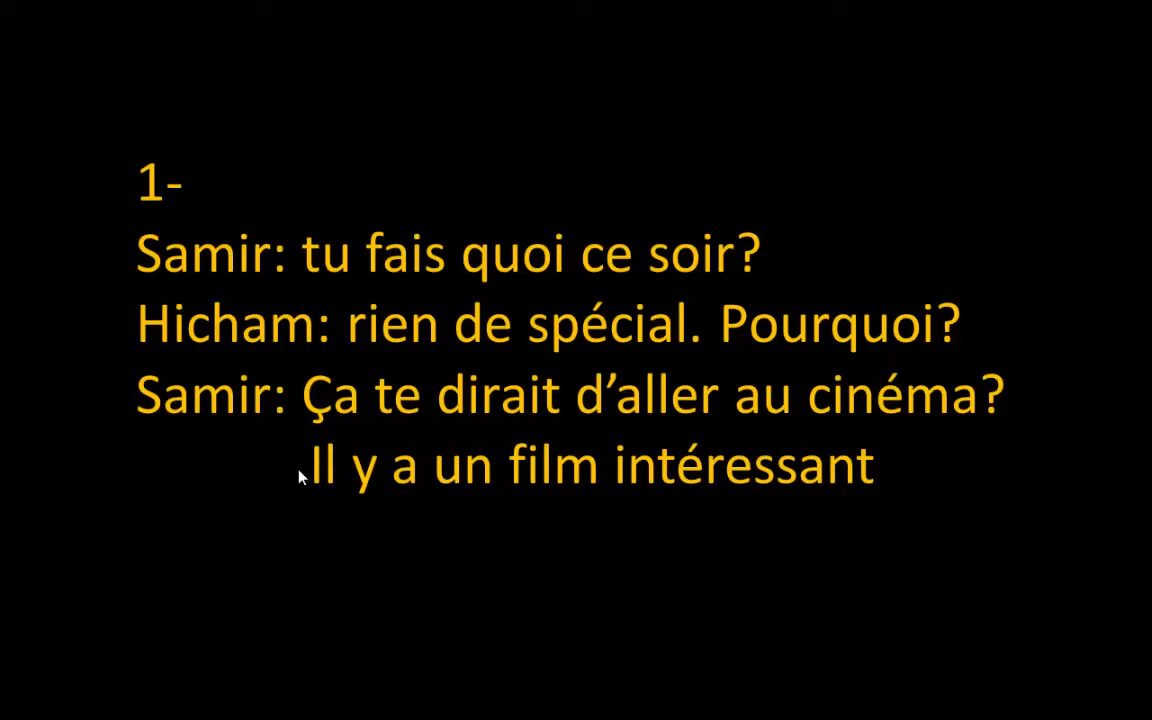 1-
Samir: tu fais quoi ce soir?
Hicham: rien de spécial. Pourquoi?
Samir: Ça te dirait d’aller au cinéma?
Il y a un film intéressant